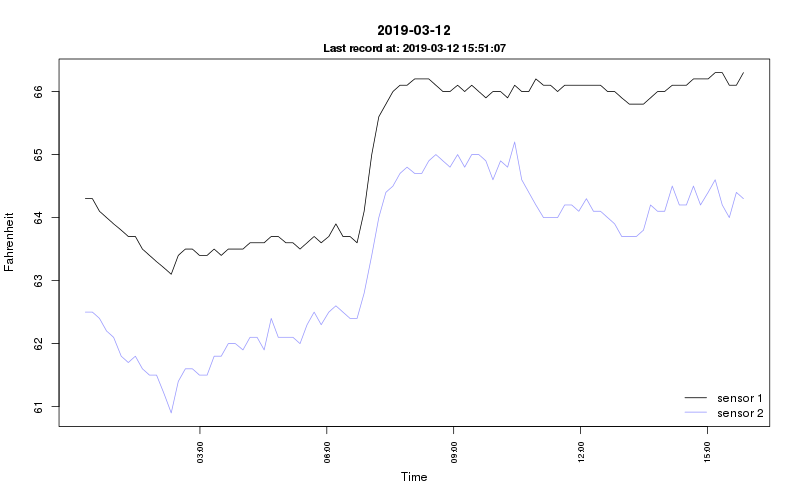 2019-03-12
Last record at: 2019-03-12 15:51:07
Fahrenheit
66
65
64
63
62
61
sensor 1
sensor 2
03:00
06:00
09:00
12:00
15:00
Time